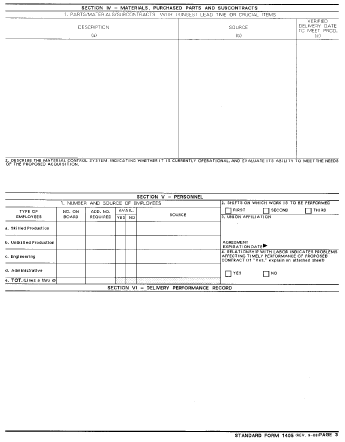 SECTION IV - MATERIALS, PURCHASED PARTS AND SUBCONTRACTS
1. PARTS/MATERIALS/SUBCONTRACTS WITH LONGEST LEAD TIME OR CRUCIAL ITEMS
DESCRIPTION
(a)
SOURCE
(b)
VERIFIED
DELIVERY DATE
TO MEET PROD.
(c)
2. DESCRIBE THE MATERIAL CONTROL SYSTEM INDICATING WHETHER IT IS CURRENTLY OPERATIONAL, AND EVALUATE ITS ABILITY TO MEET THE NEEDS
OF THE PROPOSED ACQUISITION.
SECTION V - PERSONNEL
1. NUMBER AND SOURCE OF EMPLOYEES
TYPE OF
EMPLOYEES
NO. ON
BOARD
ADD. NO.
REQUIRED
AVAIL.
YES NO
SOURCE
a. Skilled Production
b. Unskilled Production
c. Engineering
d. Administrative
e. TOT. (Lines a thru d)
2. SHIFTS ON WHICH WORK IS TO BE PERFORMED
FIRST SECOND THIRD
3. UNION AFFILIATION
AGREEMENT
EXPIRATION DATE
4. RELATIONSHIP WITH LABOR INDICATES PROBLEMS
AFFECTING TIMELY PERFORMANCE OF PROPOSED
CONTRACT (If "Yes," explain on attached sheet)
YES NO
SECTION VI - DELIVERY PERFORMANCE RECORD
STANDARD FORM 1405 (REV. 9-88) PAGE 3